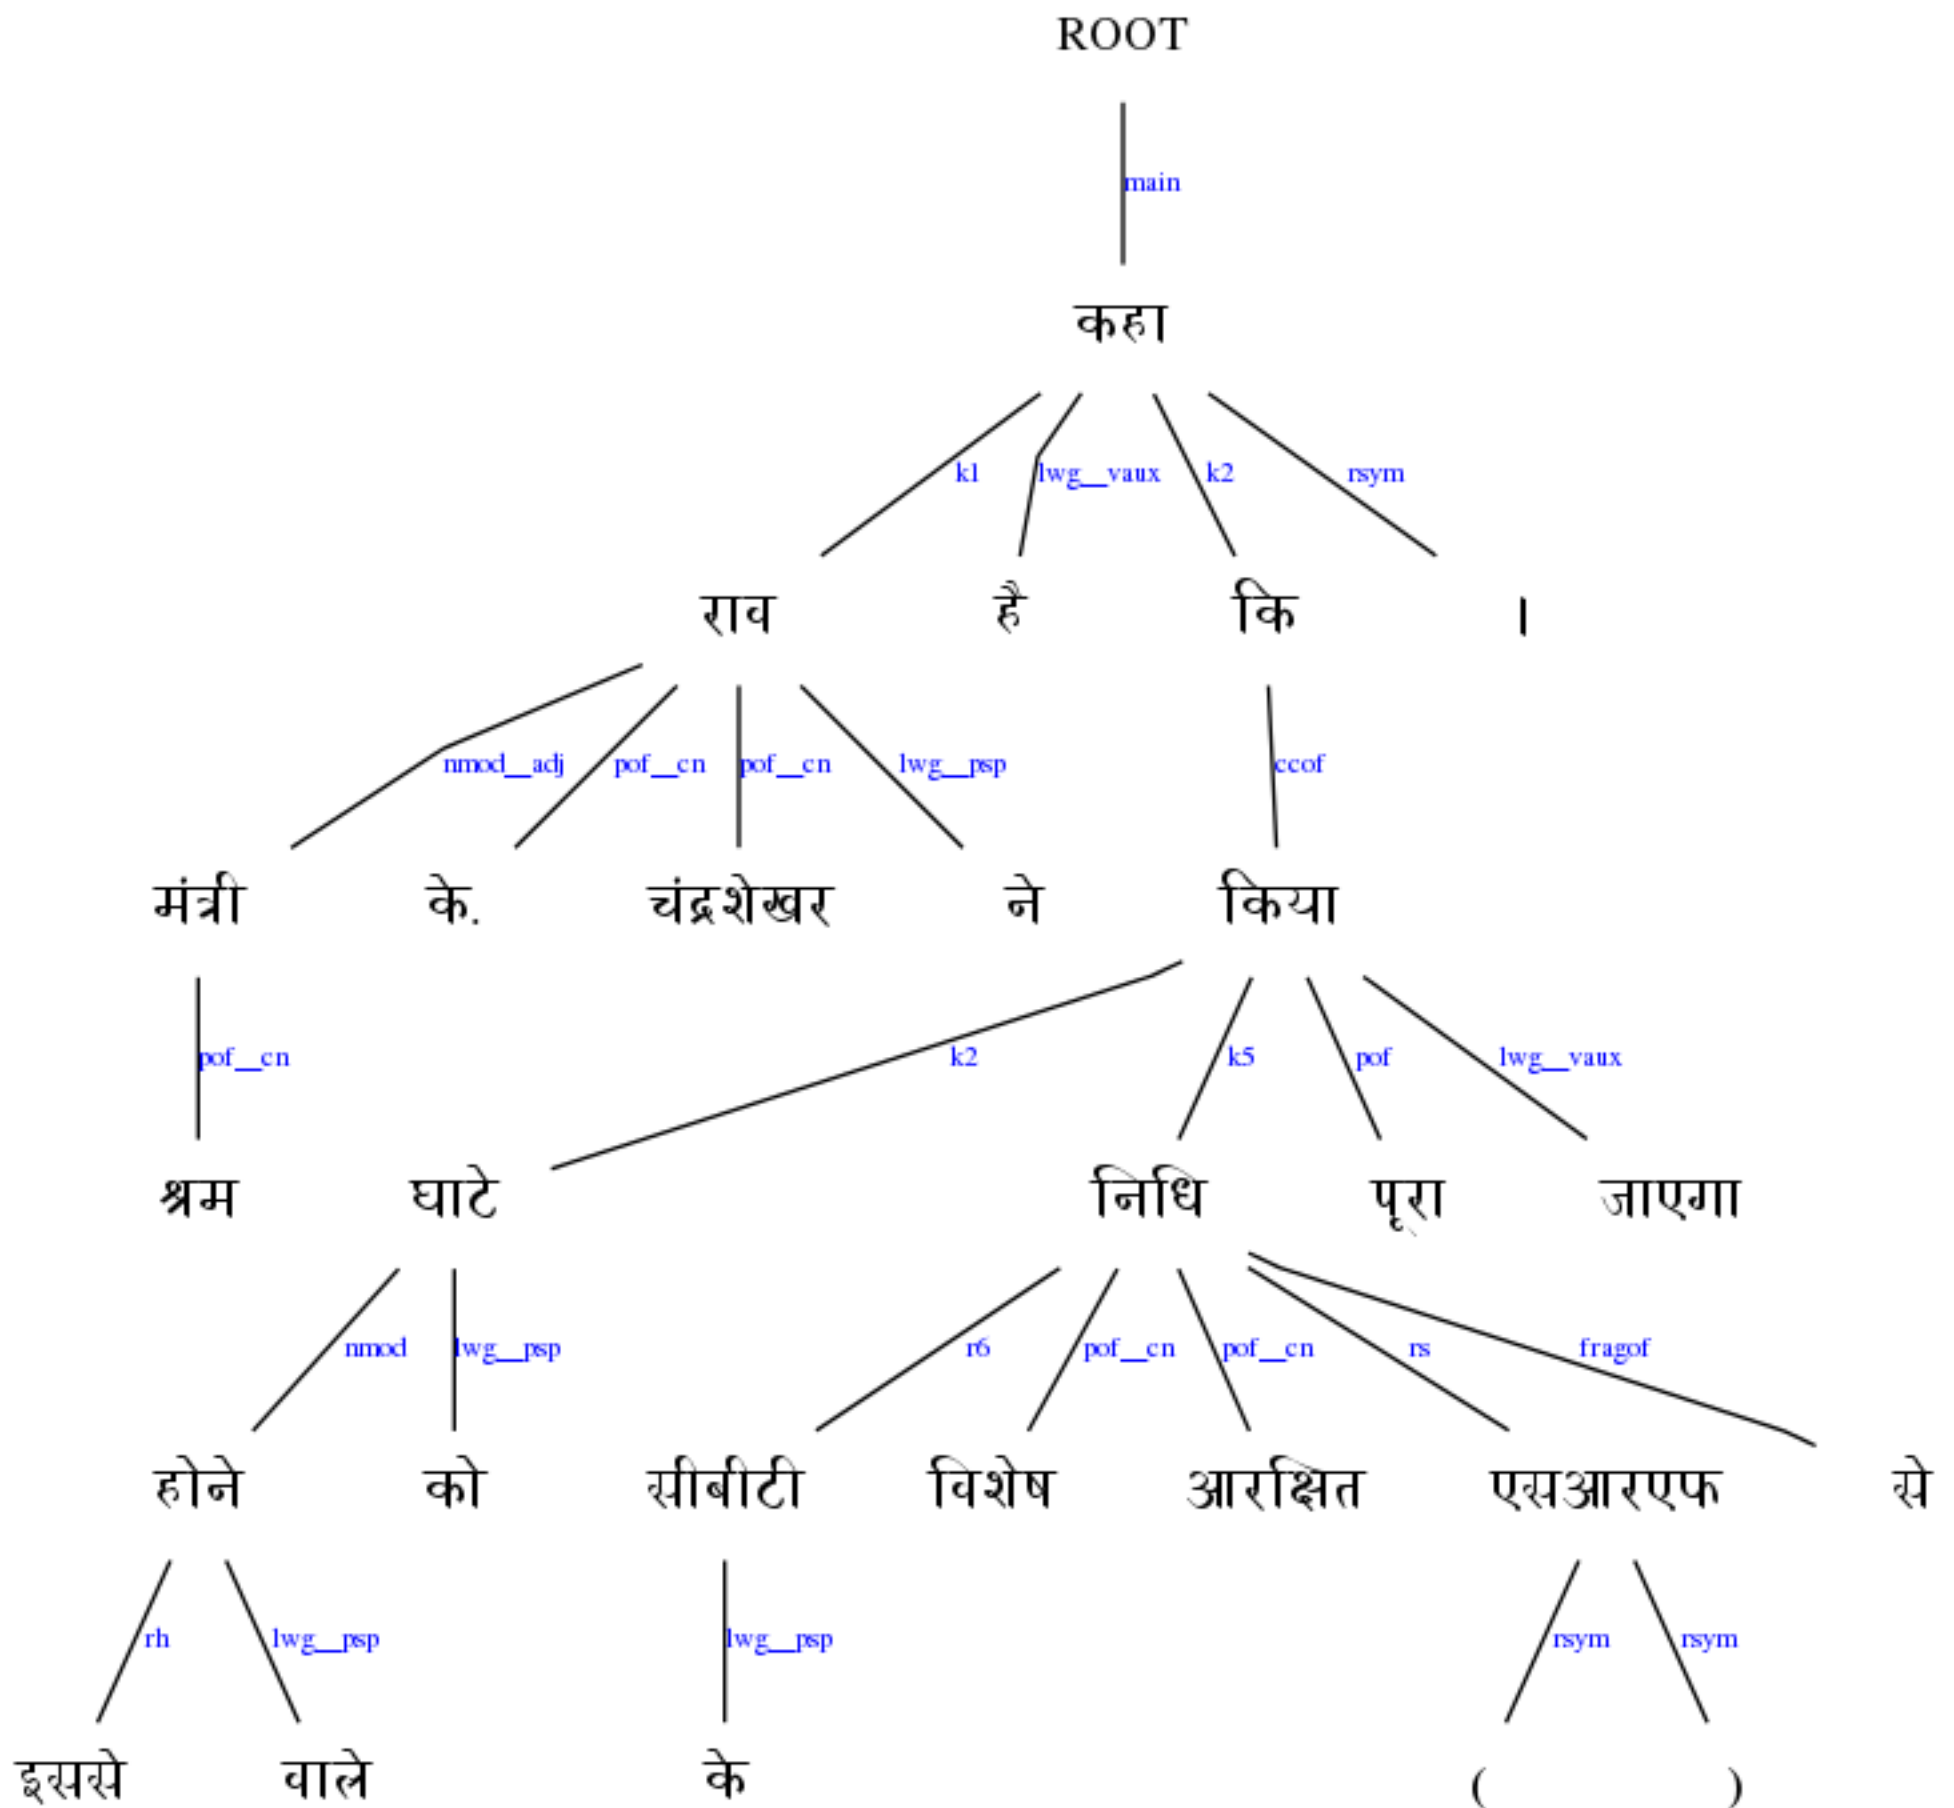 ROOT
main
कहा
k1 lwg__vaux k2 rsym
राव है कि ।
nmod__adj pof__cn pof__cn lwg__psp ccof
मंत्री के. चंद्रशेखर ने किया
pof__cn k2 k5 pof lwg__vaux
श्रम घाटे निधि पूरा जाएगा
nmod lwg__psp r6 pof__cn pof__cn rs fragof
होने को सीबीटी विशेष आरक्षित एसआरएफ से
rh lwg__psp lwg__psp rsym rsym
इससे वाले के ( )